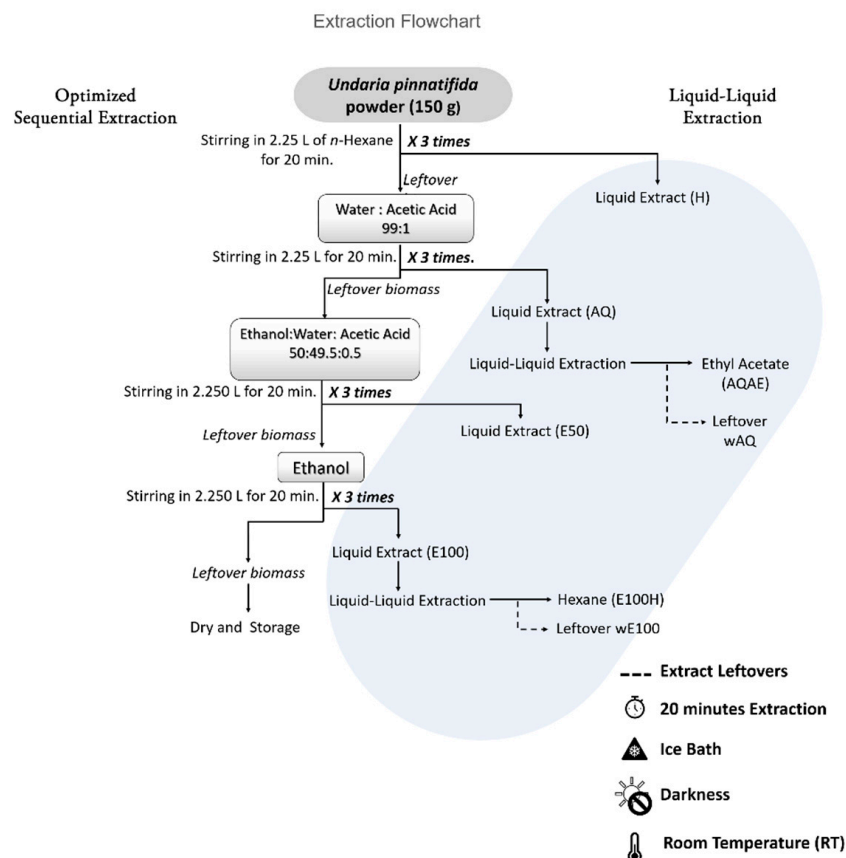 Extraction Flowchart
Optimized
Sequential Extraction
Undaria pinnatifida
powder (150 g)
Liquid-Liquid
Extraction
Stirring in 2.25 L of n-Hexane
for 20 min.
X 3 times
Leftover
Liquid Extract (H)
Water : Acetic Acid
99:1
Stirring in 2.25 L for 20 min.
X 3 times.
Leftover biomass
Liquid Extract (AQ)
Ethanol:Water: Acetic Acid
50:49.5:0.5
Liquid-Liquid Extraction
Ethyl Acetate
(AQAE)
Stirring in 2.250 L for 20 min.
X 3 times
Leftover
wAQ
Leftover biomass
Liquid Extract (E50)
Ethanol
Stirring in 2.250 L for 20 min.
X 3 times
Liquid Extract (E100)
Leftover biomass
Liquid-Liquid Extraction
Hexane (E100H)
Dry and Storage
Leftover wE100
Extract Leftovers
20 minutes Extraction
Ice Bath
Darkness
Room Temperature (RT)